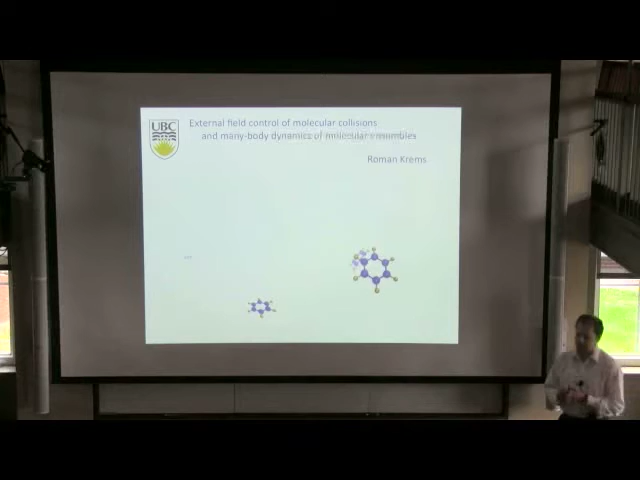 UBC
External field control of molecular collisions
and many-body dynamics of molecular ensembles
Roman Krems